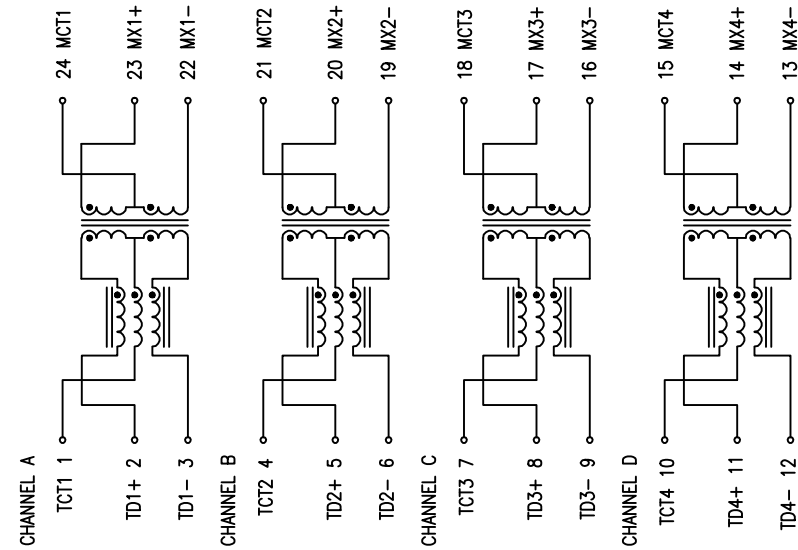 24 MCT1
23 MX1+
22 MX1-
21 MCT2
20 MX2+
19 MX2-
18 MCT3
17 MX3+
16 MX3-
15 MCT4
14 MX4+
13 MX4-
CHANNEL A
TCT1 1
TD1+ 2
TD1- 3
CHANNEL B
TCT2 4
TD2+ 5
TD2- 6
CHANNEL C
TCT3 7
TD3+ 8
TD3- 9
CHANNEL D
TCT4 10
TD4+ 11
TD4- 12